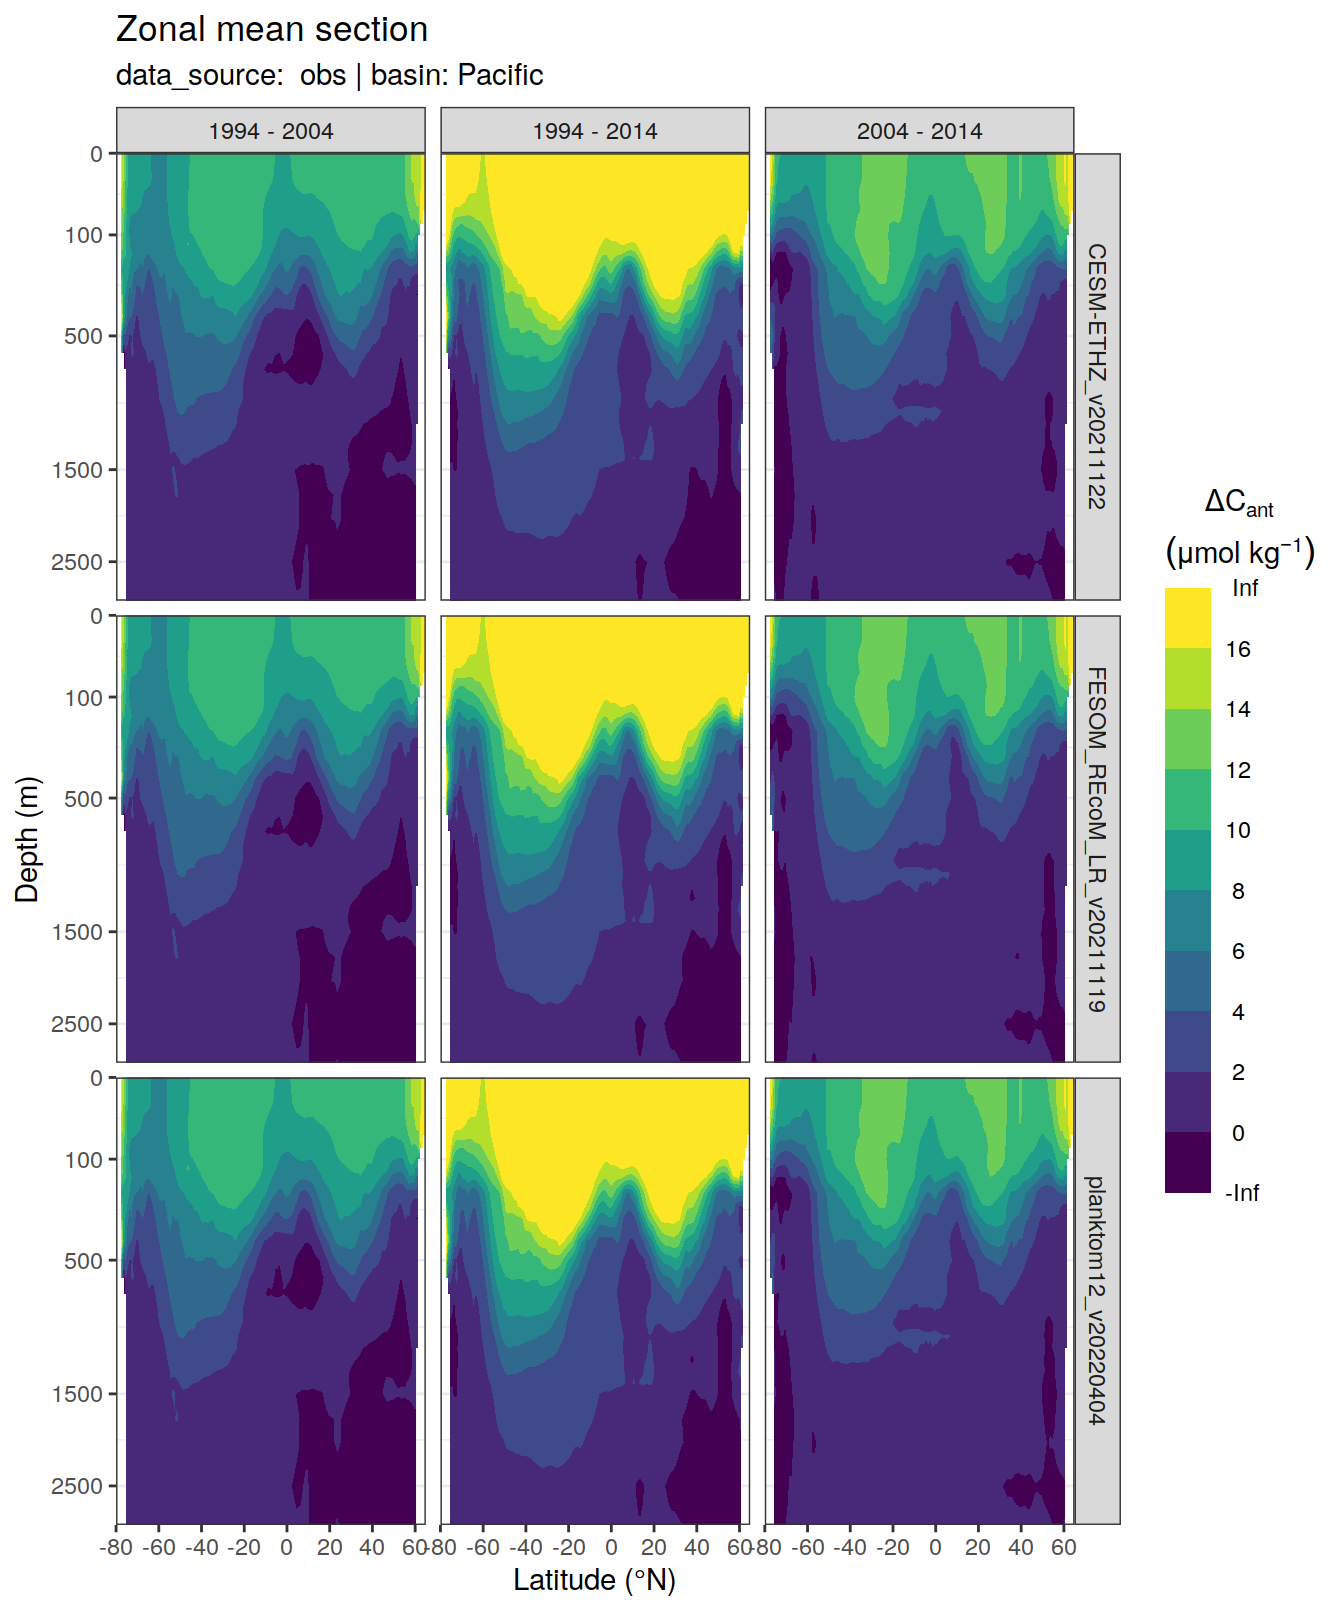 Zonal mean section
data_source:  obs | basin: Pacific
1994 - 2004
1994 - 2014
2004 - 2014
0
100
500
1500
2500
CESM-ETHZ_v20211122
0
100
500
1500
2500
FESOM_REcoM_LR_v20211119
0
100
500
1500
2500
planktom12_v20220404
-80 -60 -40 -20 0 20 40 60
-80 -60 -40 -20 0 20 40 60
-80 -60 -40 -20 0 20 40 60
Latitude (°N)
Depth (m)
ΔCant
(μmol kg⁻¹)
Inf
16
14
12
10
8
6
4
2
0
-Inf